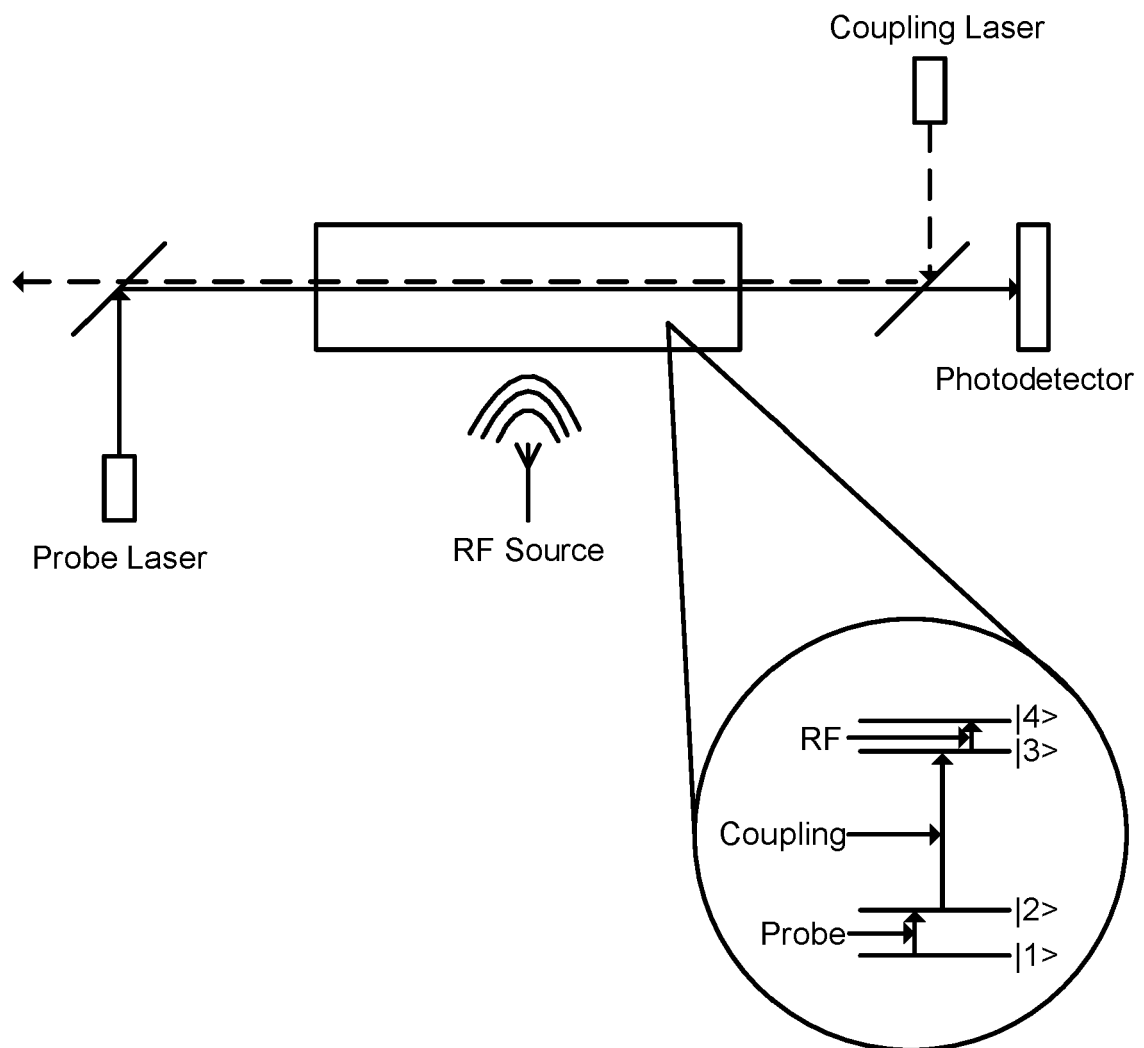 Coupling Laser
Photodetector
Probe Laser
RF Source
|4>
RF
|3>
Coupling
|2>
Probe
|1>